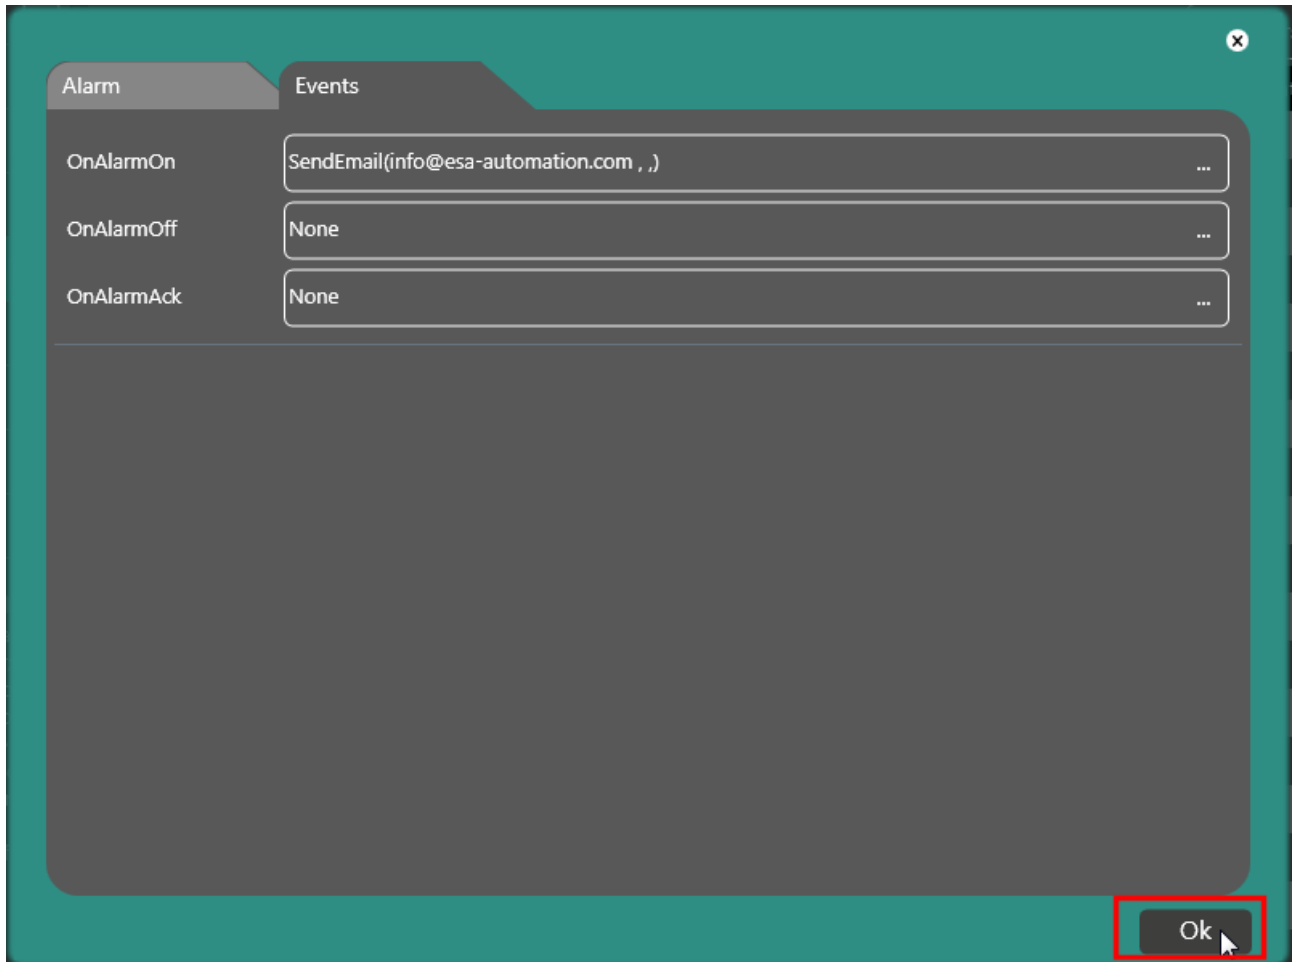 Alarm
Events
OnAlarmOn
SendEmail(info@esa-automation.com , ,)
...
OnAlarmOff
None
...
OnAlarmAck
None
...
Ok